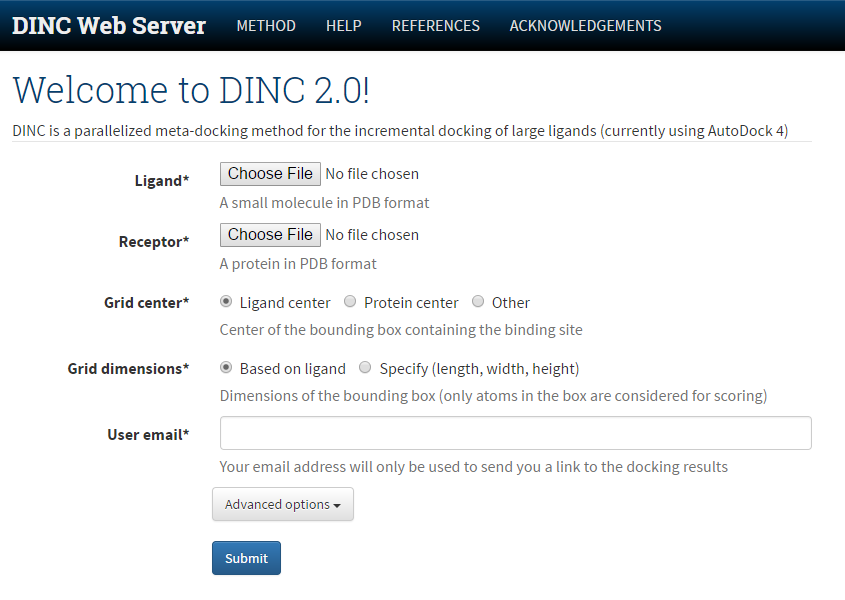 DINC Web Server METHOD HELP REFERENCES ACKNOWLEDGEMENTS
Welcome to DINC 2.0!
DINC is a parallelized meta-docking method for the incremental docking of large ligands (currently using AutoDock 4)
Ligand* Choose File No file chosen
A small molecule in PDB format
Receptor* Choose File No file chosen
A protein in PDB format
Grid center* Ligand center Protein center Other
Center of the bounding box containing the binding site
Grid dimensions* Based on ligand Specify (length, width, height)
Dimensions of the bounding box (only atoms in the box are considered for scoring)
User email*
Your email address will only be used to send you a link to the docking results
Advanced options
Submit